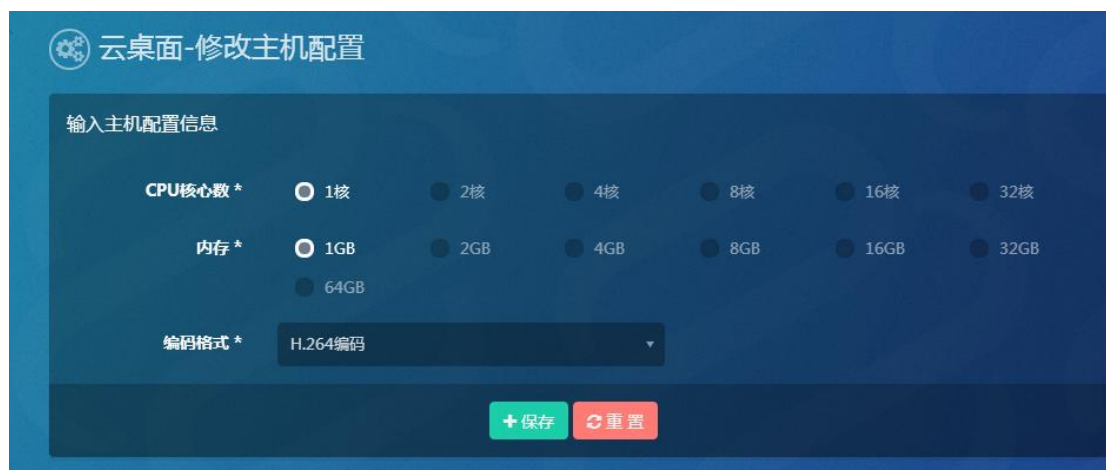 云桌面-修改主机配置
输入主机配置信息
CPU核心数 * 1核 2核 4核 8核 16核 32核
内存 * 1GB 2GB 4GB 8GB 16GB 32GB
64GB
编码格式 * H.264编码
保存 重置